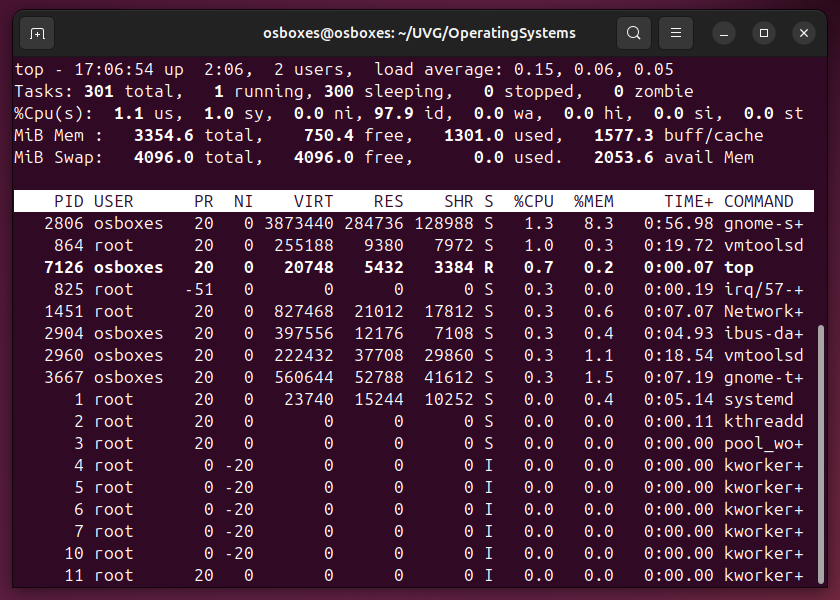 osboxes@osboxes: ~/UVG/OperatingSystems
top - 17:06:54 up  2:06,  2 users,  load average: 0.15, 0.06, 0.05
Tasks: 301 total,   1 running, 300 sleeping,   0 stopped,   0 zombie
%Cpu(s):  1.1 us,  1.0 sy,  0.0 ni, 97.9 id,  0.0 wa,  0.0 hi,  0.0 si,  0.0 st
MiB Mem :   3354.6 total,    750.4 free,   1301.0 used,   1577.3 buff/cache
MiB Swap:   4096.0 total,   4096.0 free,      0.0 used.   2053.6 avail Mem
PID USER      PR  NI    VIRT    RES    SHR S  %CPU  %MEM     TIME+ COMMAND
2806 osboxes   20   0 3873440 284736 128988 S   1.3   8.3   0:56.98 gnome-s+
864 root      20   0  255188   9380   7972 S   1.0   0.3   0:19.72 vmtoolsd
7126 osboxes   20   0   20748   5432   3384 R   0.7   0.2   0:00.07 top
825 root     -51   0       0      0      0 S   0.3   0.0   0:00.19 irq/57-+
1451 root      20   0  827468  21012  17812 S   0.3   0.6   0:07.07 Network+
2904 osboxes   20   0  397556  12176   7108 S   0.3   0.4   0:04.93 ibus-da+
2960 osboxes   20   0  222432  37708  29860 S   0.3   1.1   0:18.54 vmtoolsd
3667 osboxes   20   0  560644  52788  41612 S   0.3   1.5   0:07.19 gnome-t+
1 root      20   0   23740  15244  10252 S   0.0   0.4   0:05.14 systemd
2 root      20   0       0      0      0 S   0.0   0.0   0:00.11 kthreadd
3 root      20   0       0      0      0 S   0.0   0.0   0:00.00 pool_wo+
4 root       0 -20       0      0      0 I   0.0   0.0   0:00.00 kworker+
5 root       0 -20       0      0      0 I   0.0   0.0   0:00.00 kworker+
6 root       0 -20       0      0      0 I   0.0   0.0   0:00.00 kworker+
7 root       0 -20       0      0      0 I   0.0   0.0   0:00.00 kworker+
10 root       0 -20       0      0      0 I   0.0   0.0   0:00.00 kworker+
11 root      20   0       0      0      0 I   0.0   0.0   0:00.00 kworker+